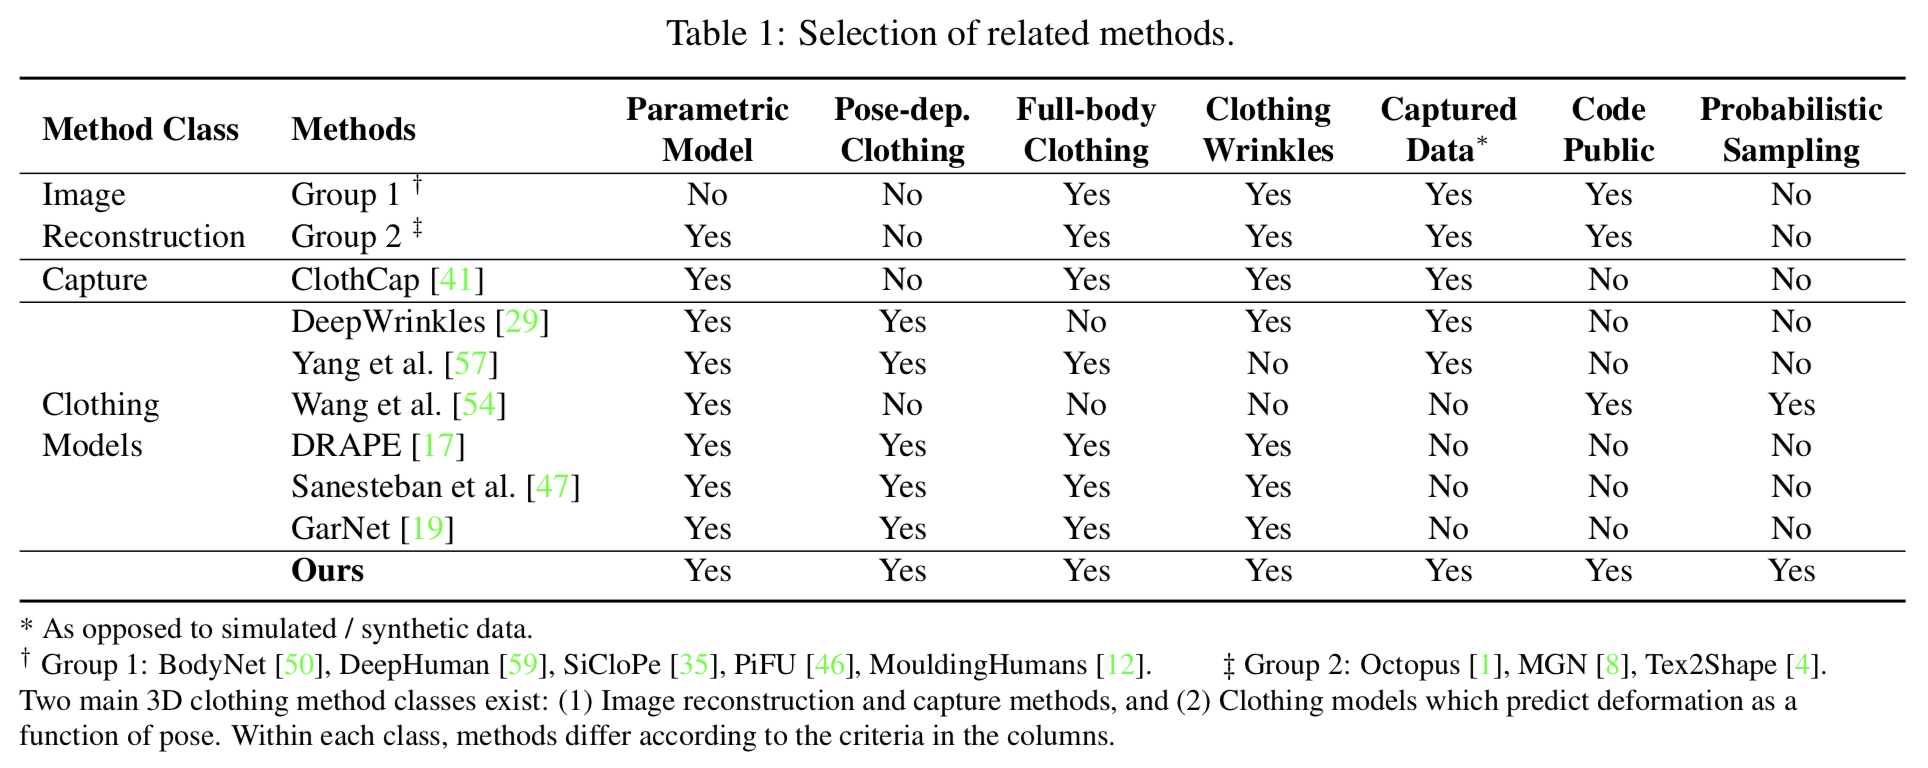 Table 1: Selection of related methods.
Method Class Methods Parametric Model Pose-dep. Clothing Full-body Clothing Clothing Wrinkles Captured Data* Code Public Probabilistic Sampling
Image Group 1 † No No Yes Yes Yes Yes No
Reconstruction Group 2 ‡ Yes No Yes Yes Yes Yes No
Capture ClothCap [41] Yes No Yes Yes Yes No No
DeepWrinkles [29] Yes Yes No Yes Yes No No
Yang et al. [57] Yes Yes Yes No Yes No No
Clothing Wang et al. [54] Yes No No No No Yes Yes
Models DRAPE [17] Yes Yes Yes Yes No No No
Sanesteban et al. [47] Yes Yes Yes Yes No No No
GarNet [19] Yes Yes Yes Yes No No No
Ours Yes Yes Yes Yes Yes Yes Yes
* As opposed to simulated / synthetic data.
† Group 1: BodyNet [50], DeepHuman [59], SiCloPe [35], PiFU [46], MouldingHumans [12]. ‡ Group 2: Octopus [1], MGN [8], Tex2Shape [4].
Two main 3D clothing method classes exist: (1) Image reconstruction and capture methods, and (2) Clothing models which predict deformation as a
function of pose. Within each class, methods differ according to the criteria in the columns.